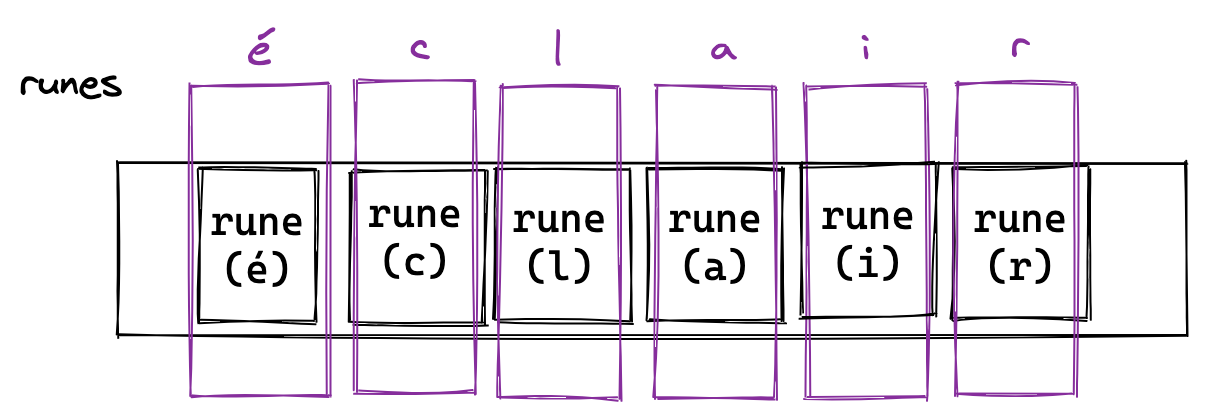 é c l a i r
runes
rune rune rune rune rune rune
(é) (c) (l) (a) (i) (r)